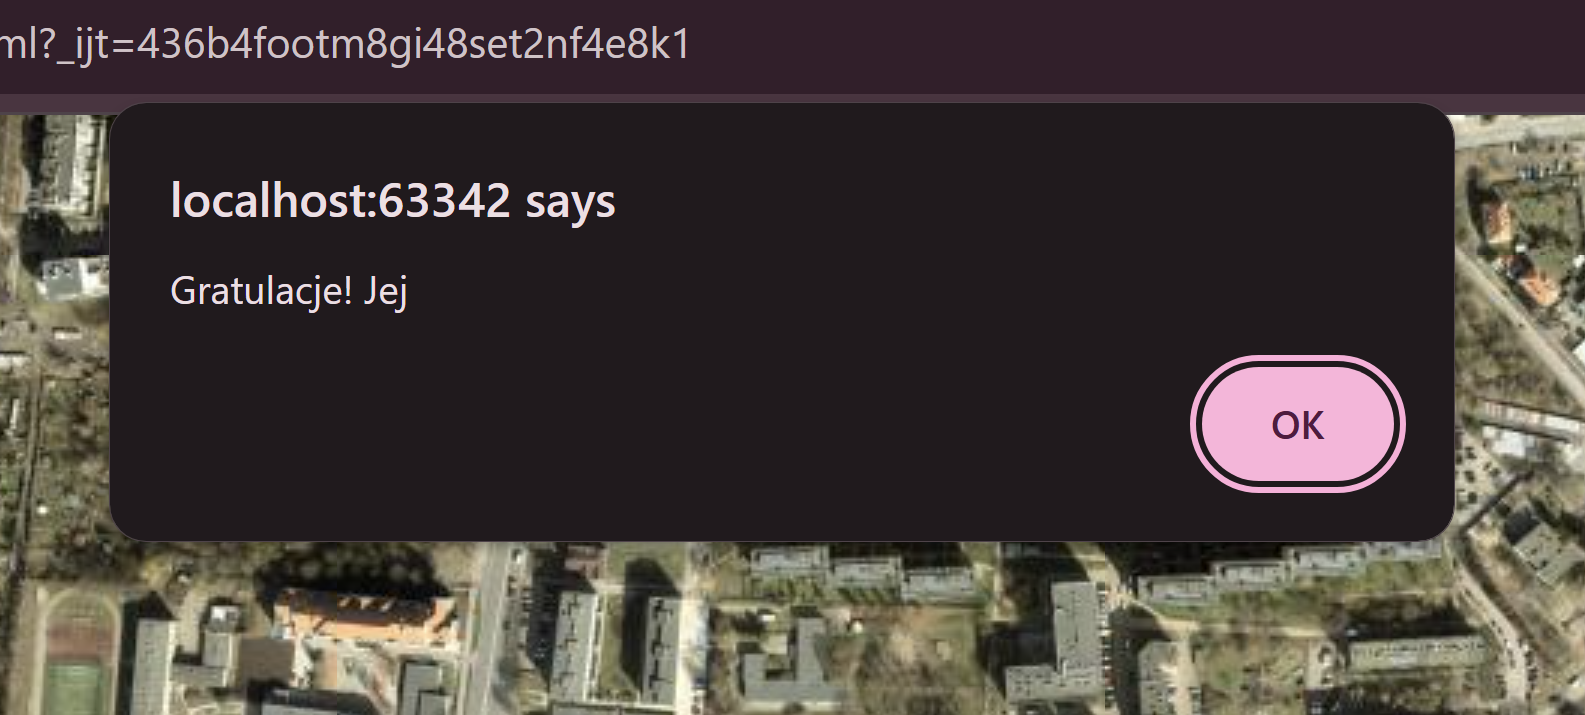 ml?_ijt=436b4footm8gi48set2nf4e8k1
localhost:63342 says
Gratulacje! Jej
OK